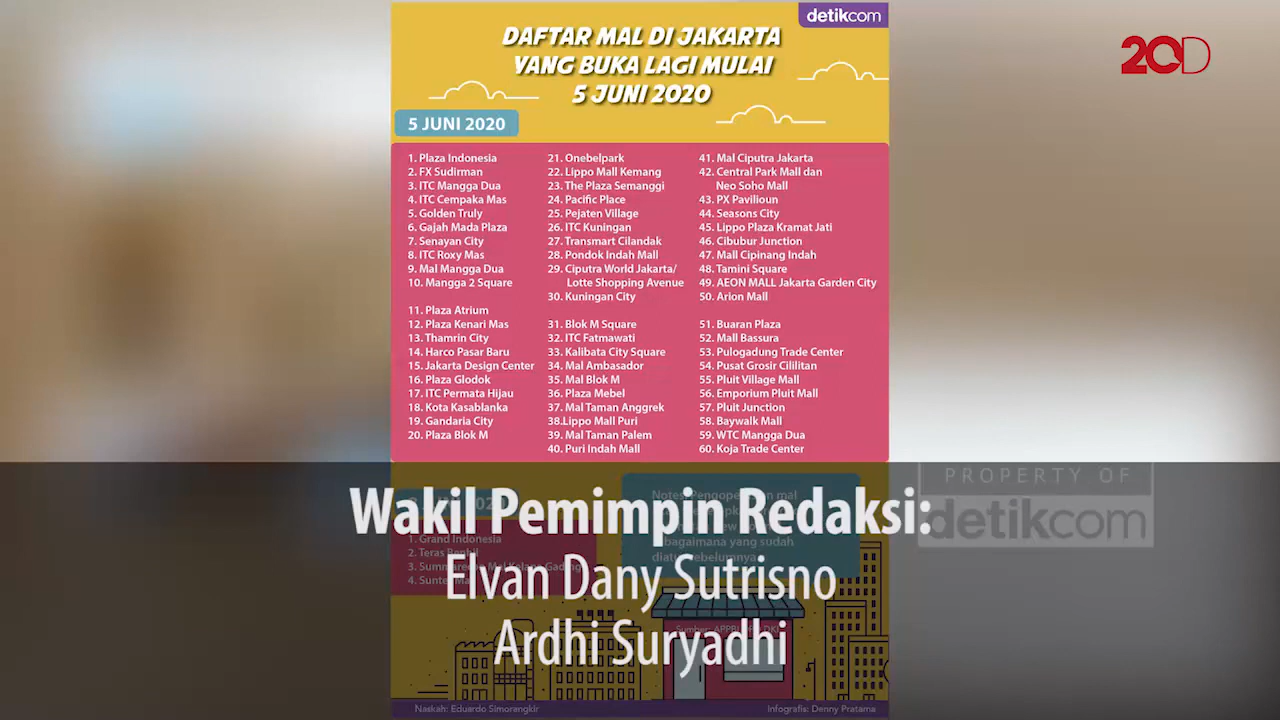 detikcom
20D
DAFTAR MAL DI JAKARTA
YANG BUKA LAGI MULAI
5 JUNI 2020
5 JUNI 2020
1. Plaza Indonesia
2. FX Sudirman
3. ITC Mangga Dua
4. ITC Cempaka Mas
5. Golden Truly
6. Gajah Mada Plaza
7. Senayan City
8. ITC Roxy Mas
9. Mal Mangga Dua
10. Mangga 2 Square
11. Plaza Atrium
12. Plaza Kenari Mas
13. Thamrin City
14. Harco Pasar Baru
15. Jakarta Design Center
16. Plaza Glodok
17. ITC Permata Hijau
18. Kota Kasablanka
19. Gandaria City
20. Plaza Blok M
21. Onebelpark
22. Lippo Mall Kemang
23. The Plaza Semanggi
24. Pacific Place
25. Pejaten Village
26. ITC Kuningan
27. Transmart Cilandak
28. Pondok Indah Mall
29. Ciputra World Jakarta/
Lotte Shopping Avenue
30. Kuningan City
31. Blok M Square
32. ITC Fatmawati
33. Kalibata City Square
34. Mal Ambasador
35. Mal Blok M
36. Plaza Mebel
37. Mal Taman Anggrek
38.Lippo Mall Puri
39. Mal Taman Palem
40. Puri Indah Mall
41. Mal Ciputra Jakarta
42. Central Park Mall dan
Neo Soho Mall
43. PX Pavilioun
44. Seasons City
45. Lippo Plaza Kramat Jati
46. Cibubur Junction
47. Mall Cipinang Indah
48. Tamini Square
49. AEON MALL Jakarta Garden City
50. Arion Mall
51. Buaran Plaza
52. Mall Bassura
53. Pulogadung Trade Center
54. Pusat Grosir Cililitan
55. Pluit Village Mall
56. Emporium Pluit Mall
57. Pluit Junction
58. Baywalk Mall
59. WTC Mangga Dua
60. Koja Trade Center
PROPERTY OF
detikcom
Wakil Pemimpin Redaksi:
Elvan Dany Sutrisno
Ardhi Suryadhi
1. Grand Indonesia
2. Teras
3.
4.
Notes: mal
yang sudah
Sumber:
Naskah: Eduardo Simorangkir
Infografis: Denny Pratama